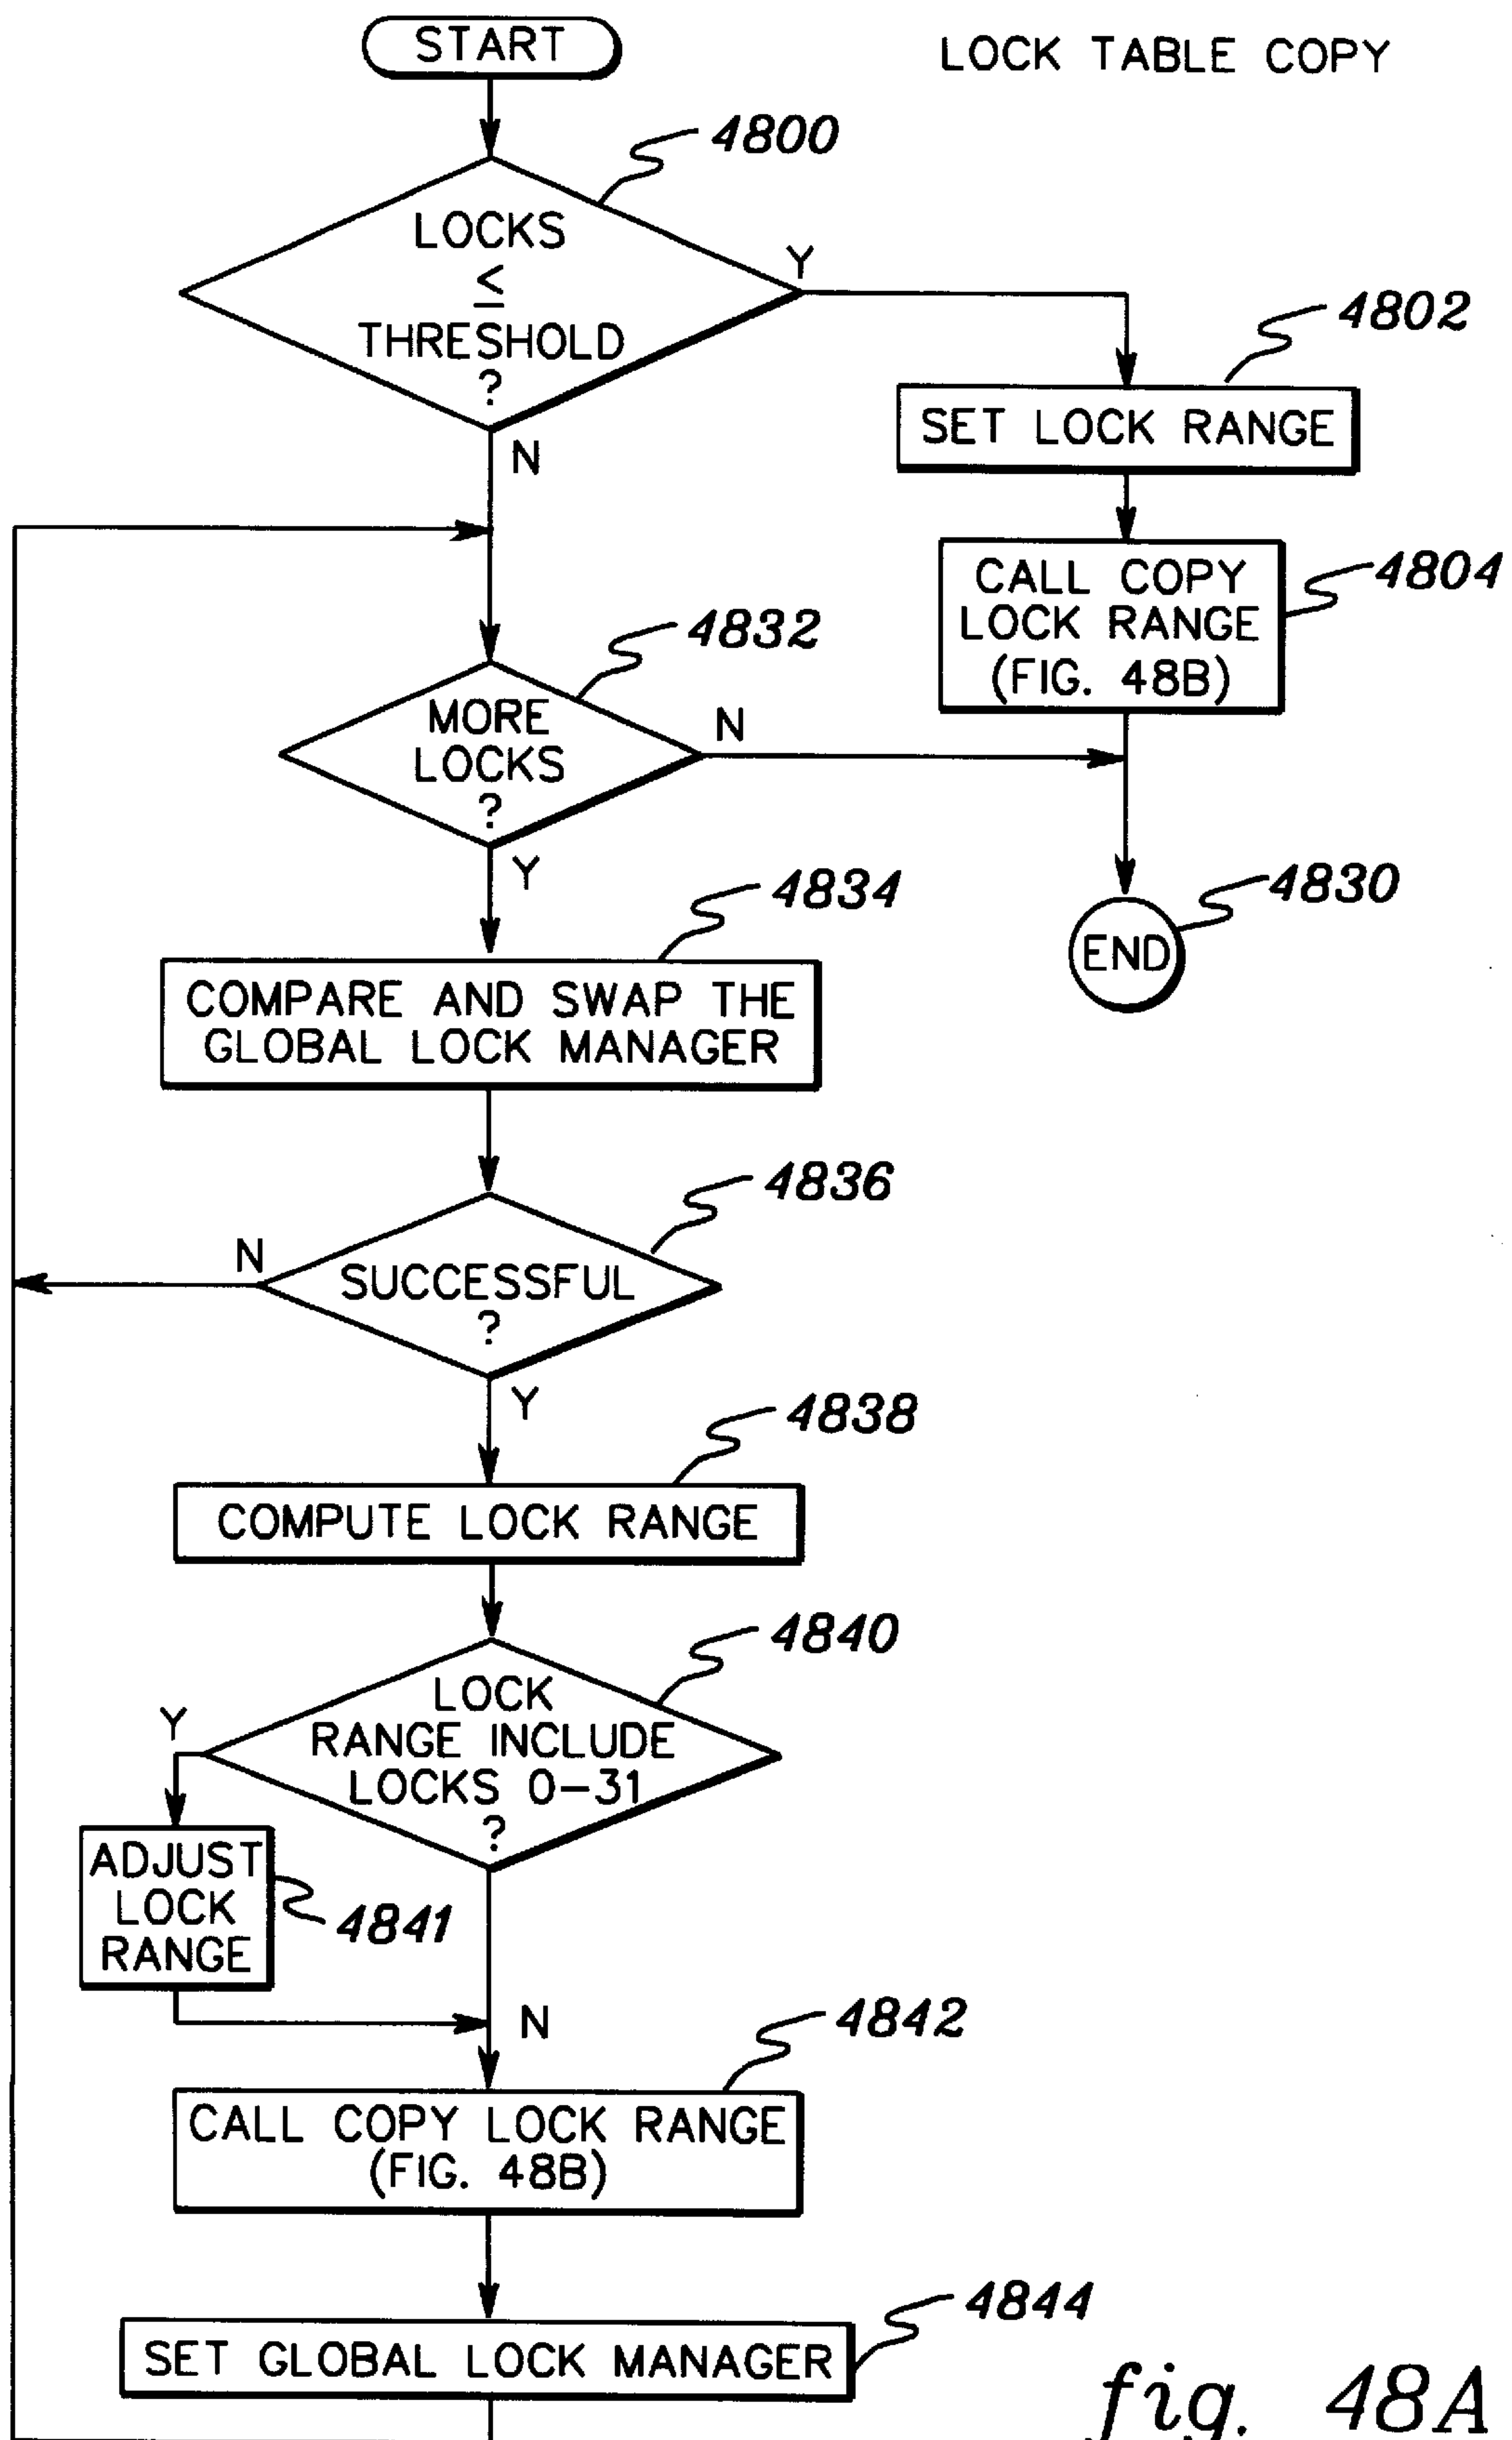 START
LOCK TABLE COPY
4800
LOCKS
≤
THRESHOLD
?
Y
N
4802
SET LOCK RANGE
CALL COPY
LOCK RANGE
(FIG. 48B)
4804
4832
MORE
LOCKS
?
N
Y
4830
END
4834
COMPARE AND SWAP THE
GLOBAL LOCK MANAGER
4836
SUCCESSFUL
?
N
Y
4838
COMPUTE LOCK RANGE
4840
LOCK
RANGE INCLUDE
LOCKS 0-31
?
Y
ADJUST
LOCK
RANGE
4841
N
4842
CALL COPY LOCK RANGE
(FIG. 48B)
4844
SET GLOBAL LOCK MANAGER
fig. 48A